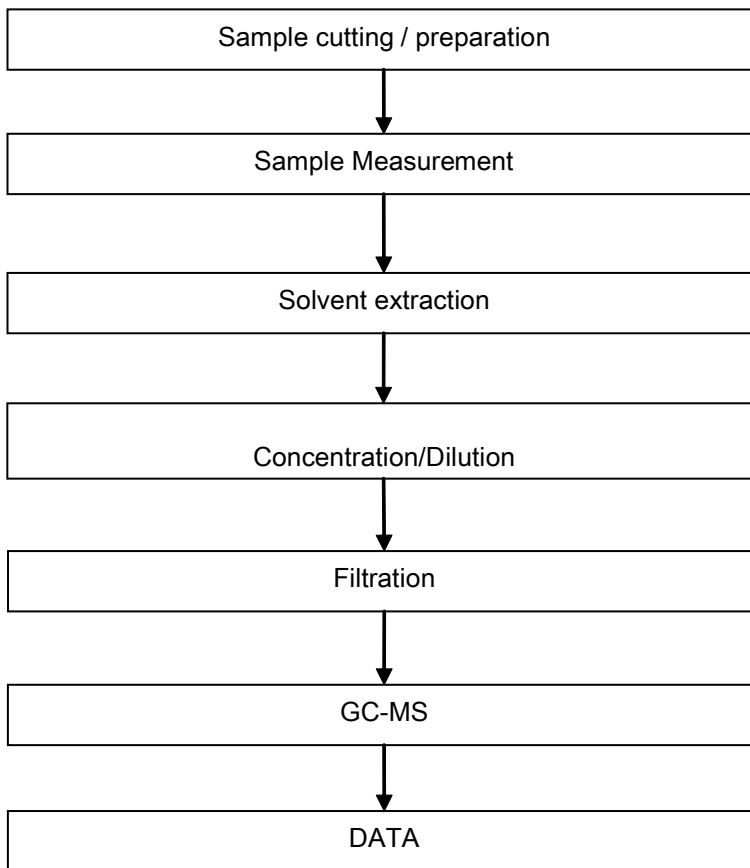 Sample cutting / preparation
Sample Measurement
Solvent extraction
Concentration/Dilution
Filtration
GC-MS
DATA